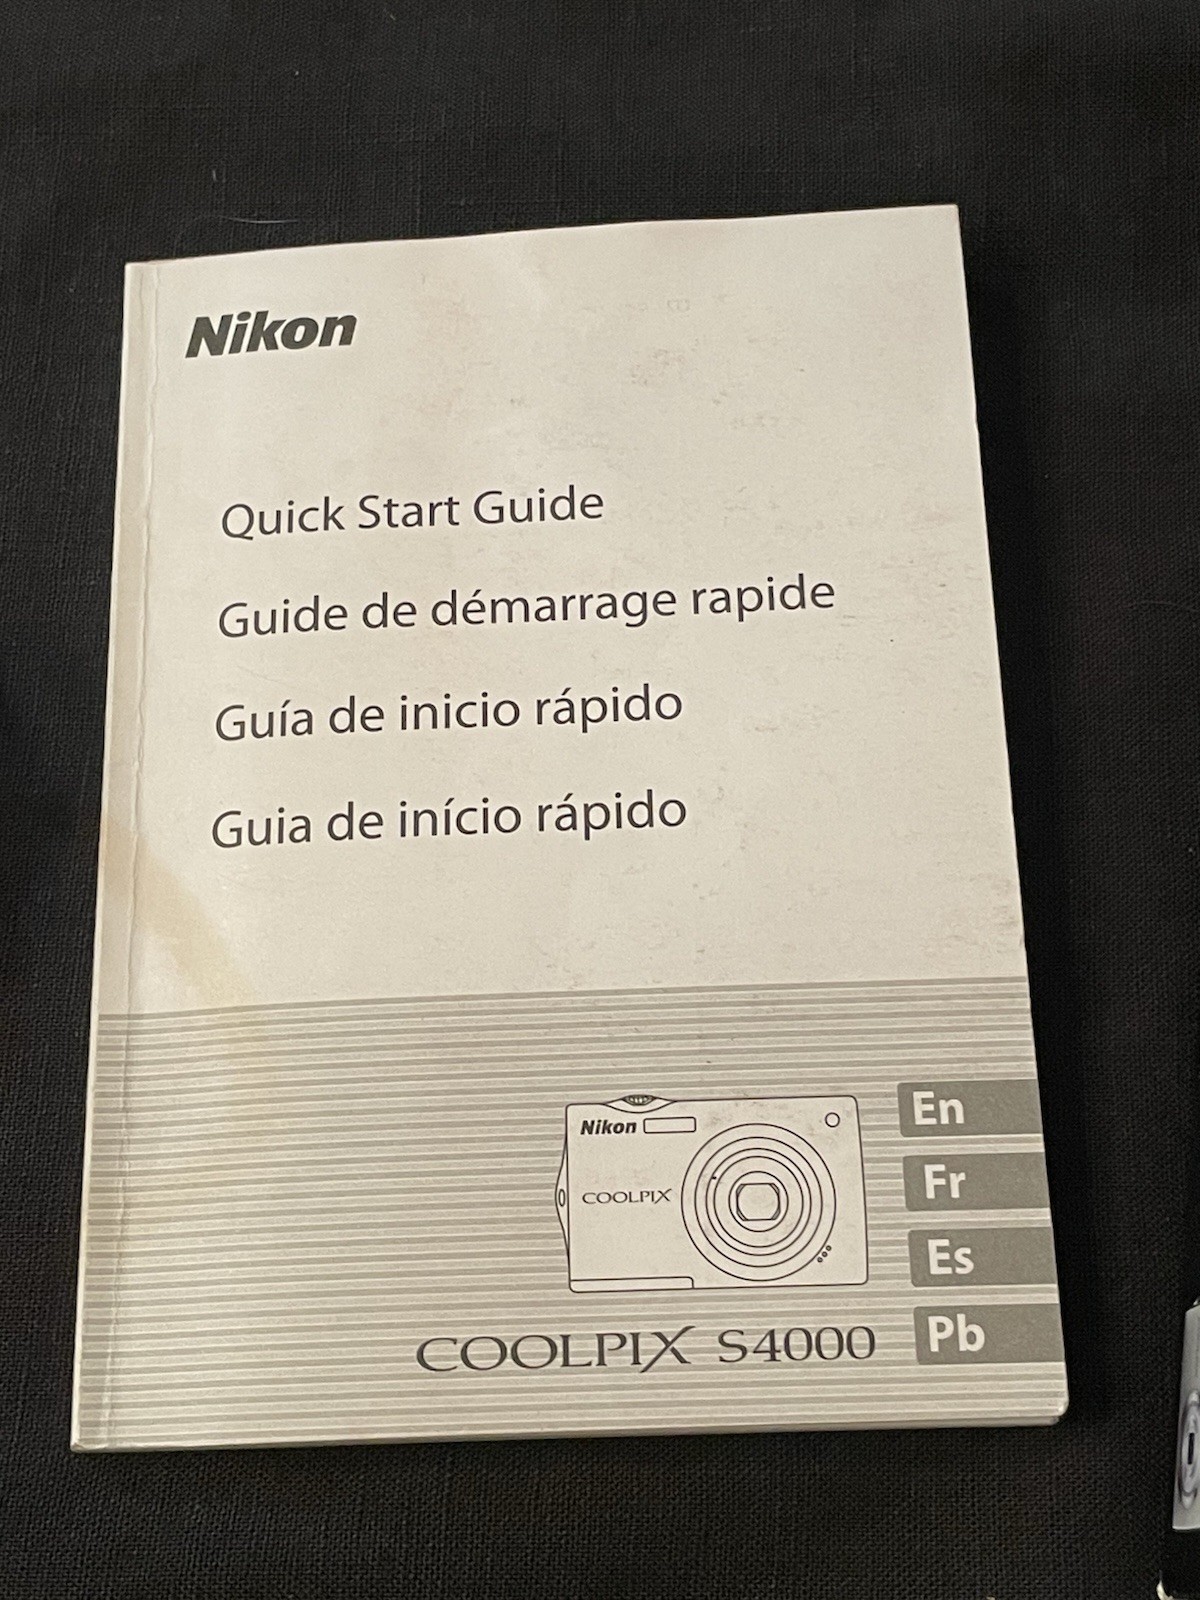 Nikon
Quick Start Guide
Guide de démarrage rapide
Guía de inicio rápido
Guia de início rápido
Nikon
COOLPIX
En
Fr
Es
Pb
COOLPIX S4000